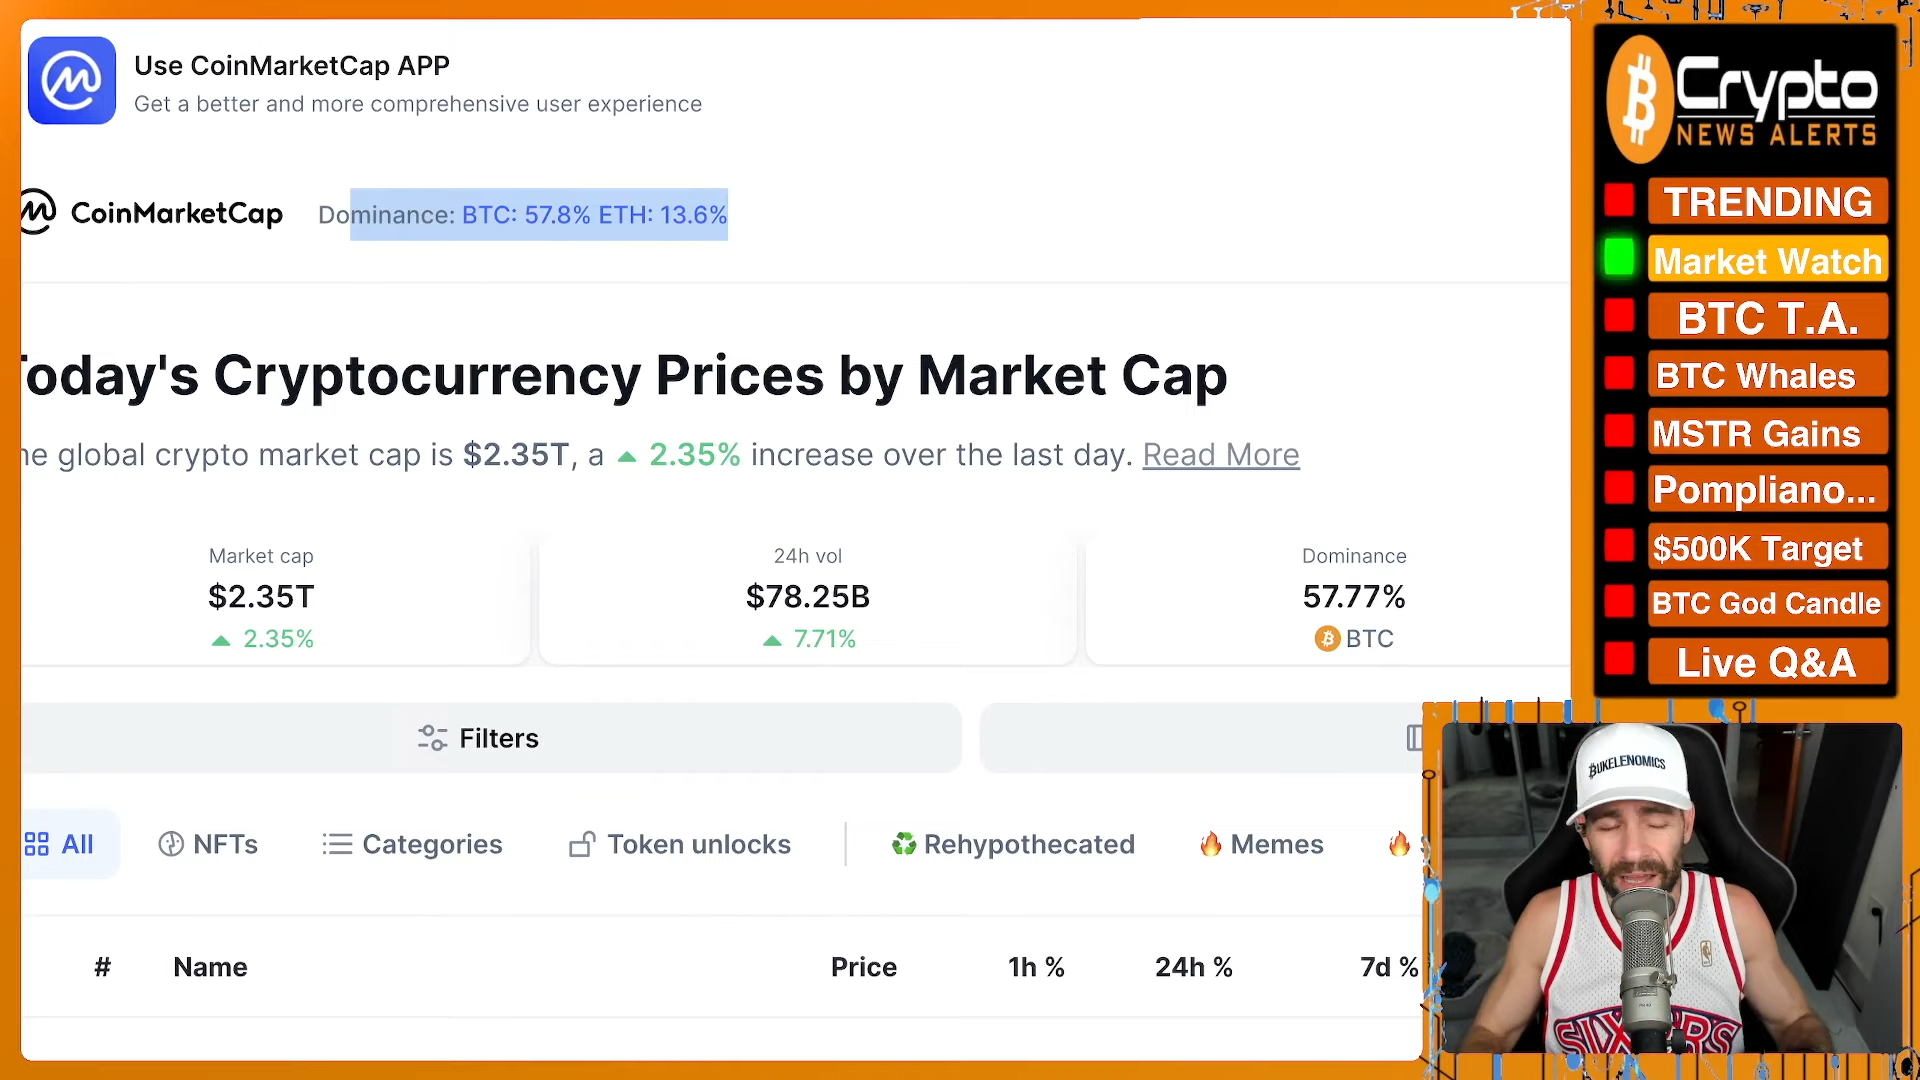 Use CoinMarketCap APP
Get a better and more comprehensive user experience
CoinMarketCap
Dominance: BTC: 57.8% ETH: 13.6%
oday's Cryptocurrency Prices by Market Cap
he global crypto market cap is $2.35T, a ▲ 2.35% increase over the last day. Read More
Market cap
$2.35T
▲ 2.35%
24h vol
$78.25B
▲ 7.71%
Dominance
57.77%
BTC
Filters
All
NFTs
Categories
Token unlocks
Rehypothecated
Memes
# Name Price 1h % 24h % 7d %
Crypto
NEWS ALERTS
TRENDING
Market Watch
BTC T.A.
BTC Whales
MSTR Gains
Pompliano...
$500K Target
BTC God Candle
Live Q&A
BUKELENOMICS
SIXERS